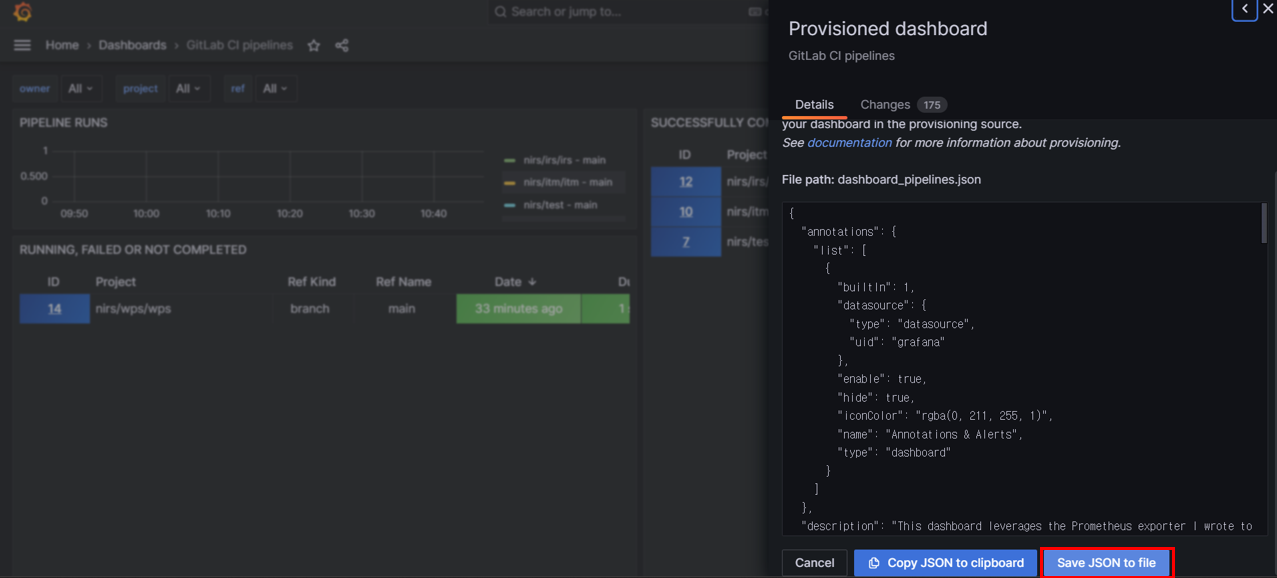 Search or jump to...
Home › Dashboards › GitLab CI pipelines
owner All project All ref All
PIPELINE RUNS
1
0.500
0
09:50 10:00 10:10 10:20 10:30 10:40
nirs/irs/irs - main
nirs/itm/itm - main
nirs/test - main
RUNNING, FAILED OR NOT COMPLETED
ID Project Ref Kind Ref Name Date
14 nirs/wps/wps branch main 33 minutes ago 1
SUCCESSFULLY
ID Project
12 nirs/irs/
10 nirs/itm
7 nirs/tes
Provisioned dashboard
GitLab CI pipelines
Details Changes 175
your dashboard in the provisioning source.
See documentation for more information about provisioning.
File path: dashboard_pipelines.json
{
"annotations": {
"list": [
{
"builtIn": 1,
"datasource": {
"type": "datasource",
"uid": "grafana"
},
"enable": true,
"hide": true,
"iconColor": "rgba(0, 211, 255, 1)",
"name": "Annotations & Alerts",
"type": "dashboard"
}
]
},
"description": "This dashboard leverages the Prometheus exporter I wrote to
Cancel Copy JSON to clipboard Save JSON to file